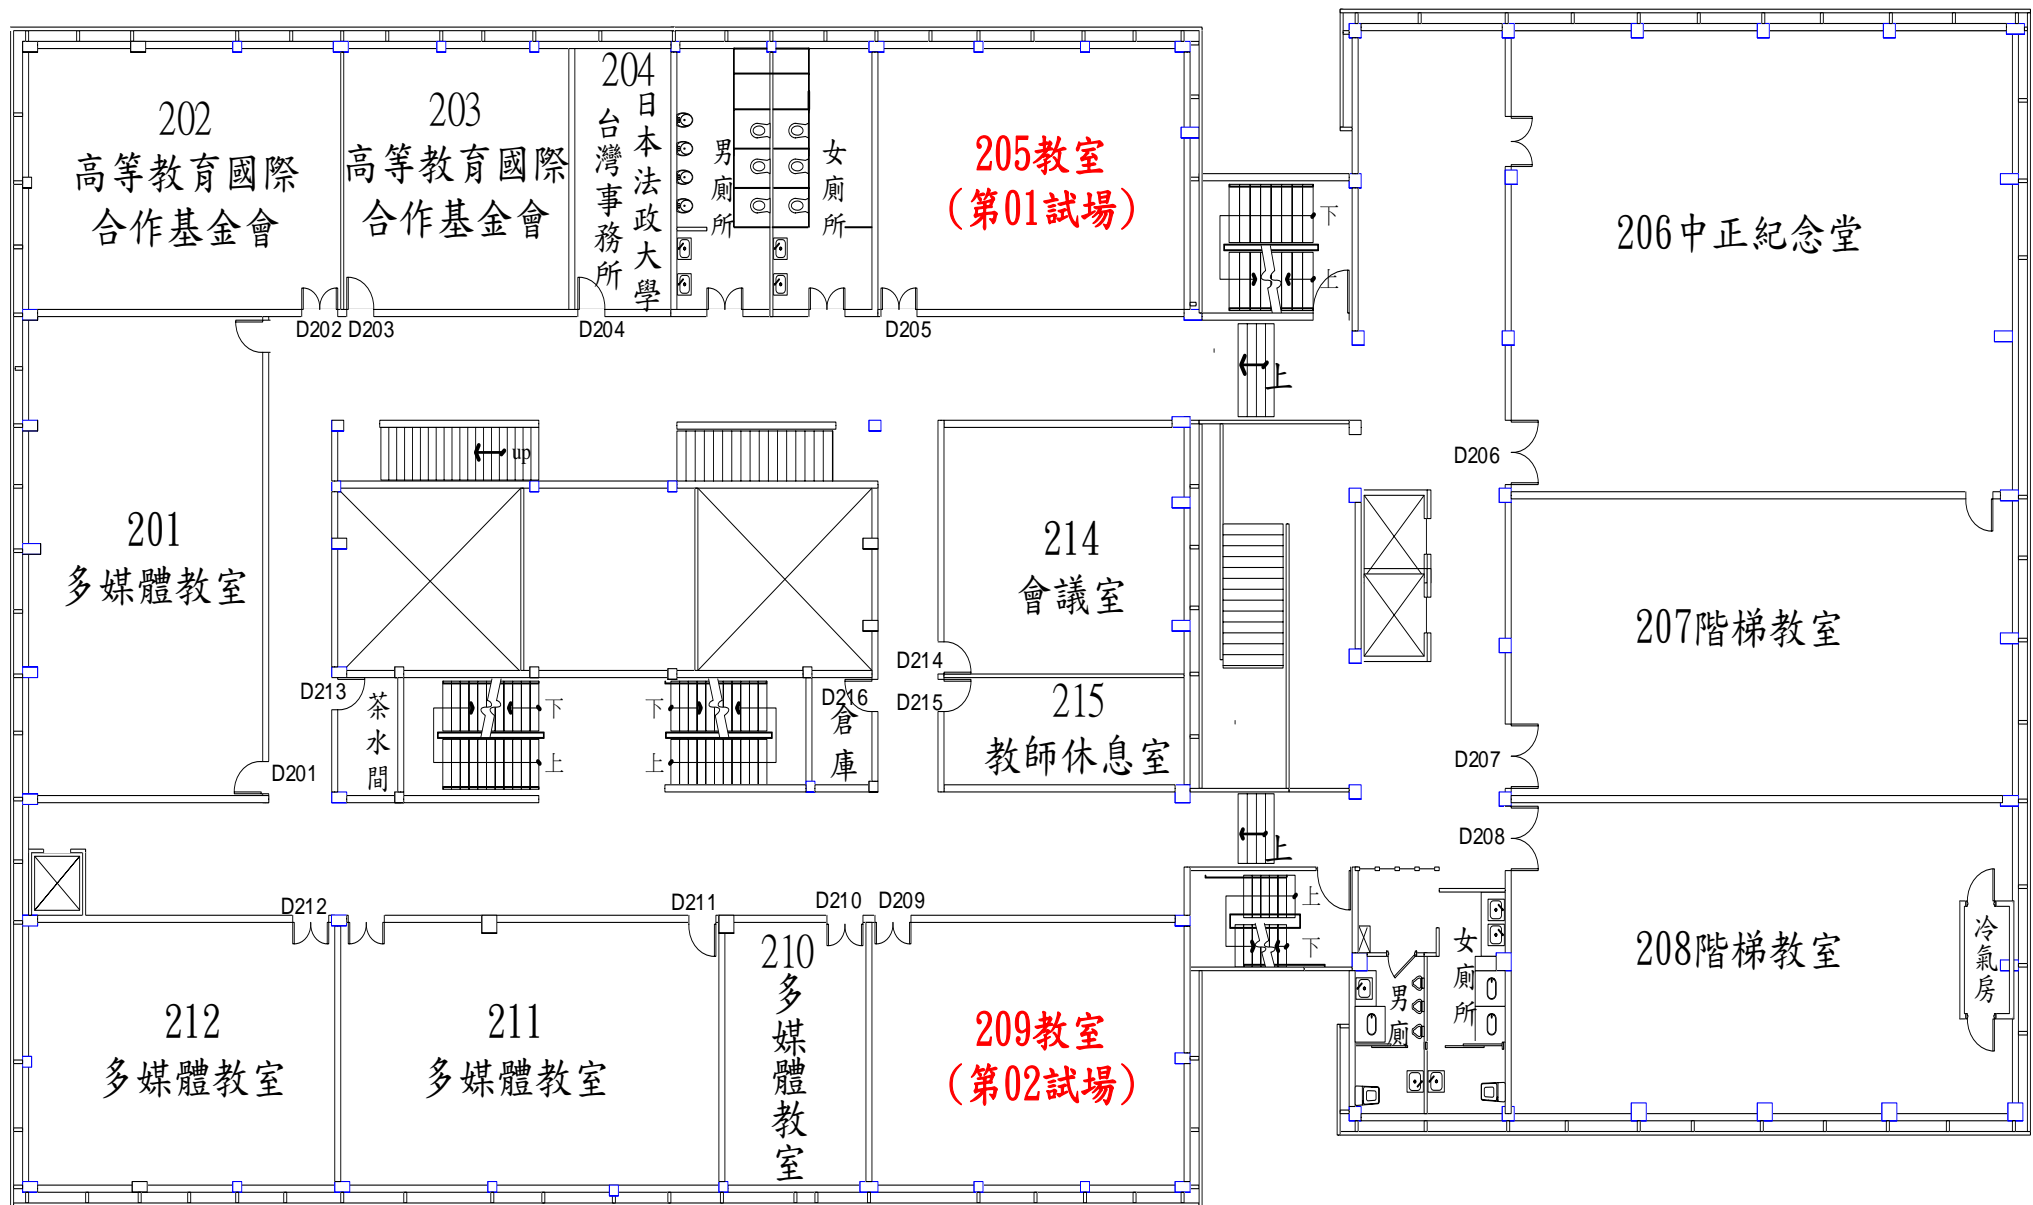 202
高等教育國際
合作基金會
203
高等教育國際
合作基金會
204
日本法政大學
台灣事務所
男廁所
女廁所
205教室
(第01試場)
下
上
206中正紀念堂
D202
D203
D204
D205
上
up
D206
201
多媒體教室
214
會議室
207階梯教室
D213
茶水間
下
上
下
上
D216
倉庫
D214
D215
215
教師休息室
D201
D207
上
D208
D212
D211
D210
D209
上
下
212
多媒體教室
211
多媒體教室
210
多媒體教室
209教室
(第02試場)
男廁
女廁所
208階梯教室
冷氣房